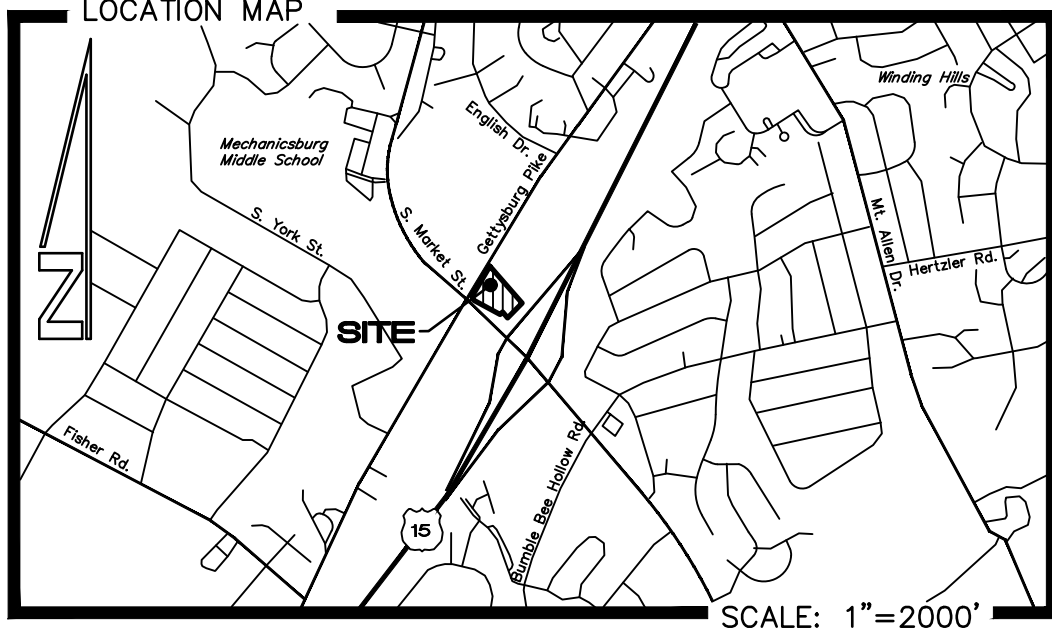 LOCATION MAP
Winding Hills
English Dr.
Mechanicsburg
Middle School
Gettysburg Pike
S. York St.
S. Market St.
Mt. Allen Dr.
Hertzler Rd.
N
SITE
Fisher Rd.
Bumble Bee Hollow Rd.
15
SCALE: 1"=2000'